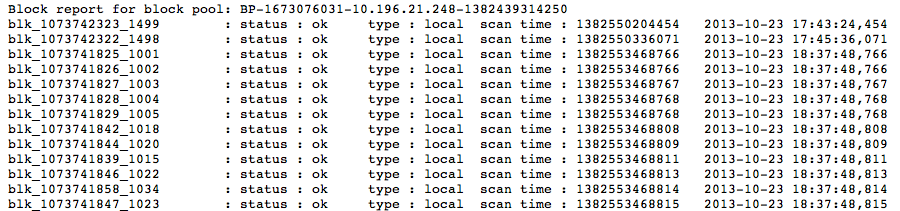 Block report for block pool: BP-1673076031-10.196.21.248-1382439314250
blk_1073742323_1499 : status : ok type : local scan time : 1382550204454 2013-10-23 17:43:24,454
blk_1073742322_1498 : status : ok type : local scan time : 1382550336071 2013-10-23 17:45:36,071
blk_1073741825_1001 : status : ok type : local scan time : 1382553468766 2013-10-23 18:37:48,766
blk_1073741826_1002 : status : ok type : local scan time : 1382553468766 2013-10-23 18:37:48,766
blk_1073741827_1003 : status : ok type : local scan time : 1382553468767 2013-10-23 18:37:48,767
blk_1073741828_1004 : status : ok type : local scan time : 1382553468768 2013-10-23 18:37:48,768
blk_1073741829_1005 : status : ok type : local scan time : 1382553468768 2013-10-23 18:37:48,768
blk_1073741842_1018 : status : ok type : local scan time : 1382553468808 2013-10-23 18:37:48,808
blk_1073741844_1020 : status : ok type : local scan time : 1382553468809 2013-10-23 18:37:48,809
blk_1073741839_1015 : status : ok type : local scan time : 1382553468811 2013-10-23 18:37:48,811
blk_1073741846_1022 : status : ok type : local scan time : 1382553468813 2013-10-23 18:37:48,813
blk_1073741858_1034 : status : ok type : local scan time : 1382553468814 2013-10-23 18:37:48,814
blk_1073741847_1023 : status : ok type : local scan time : 1382553468815 2013-10-23 18:37:48,815